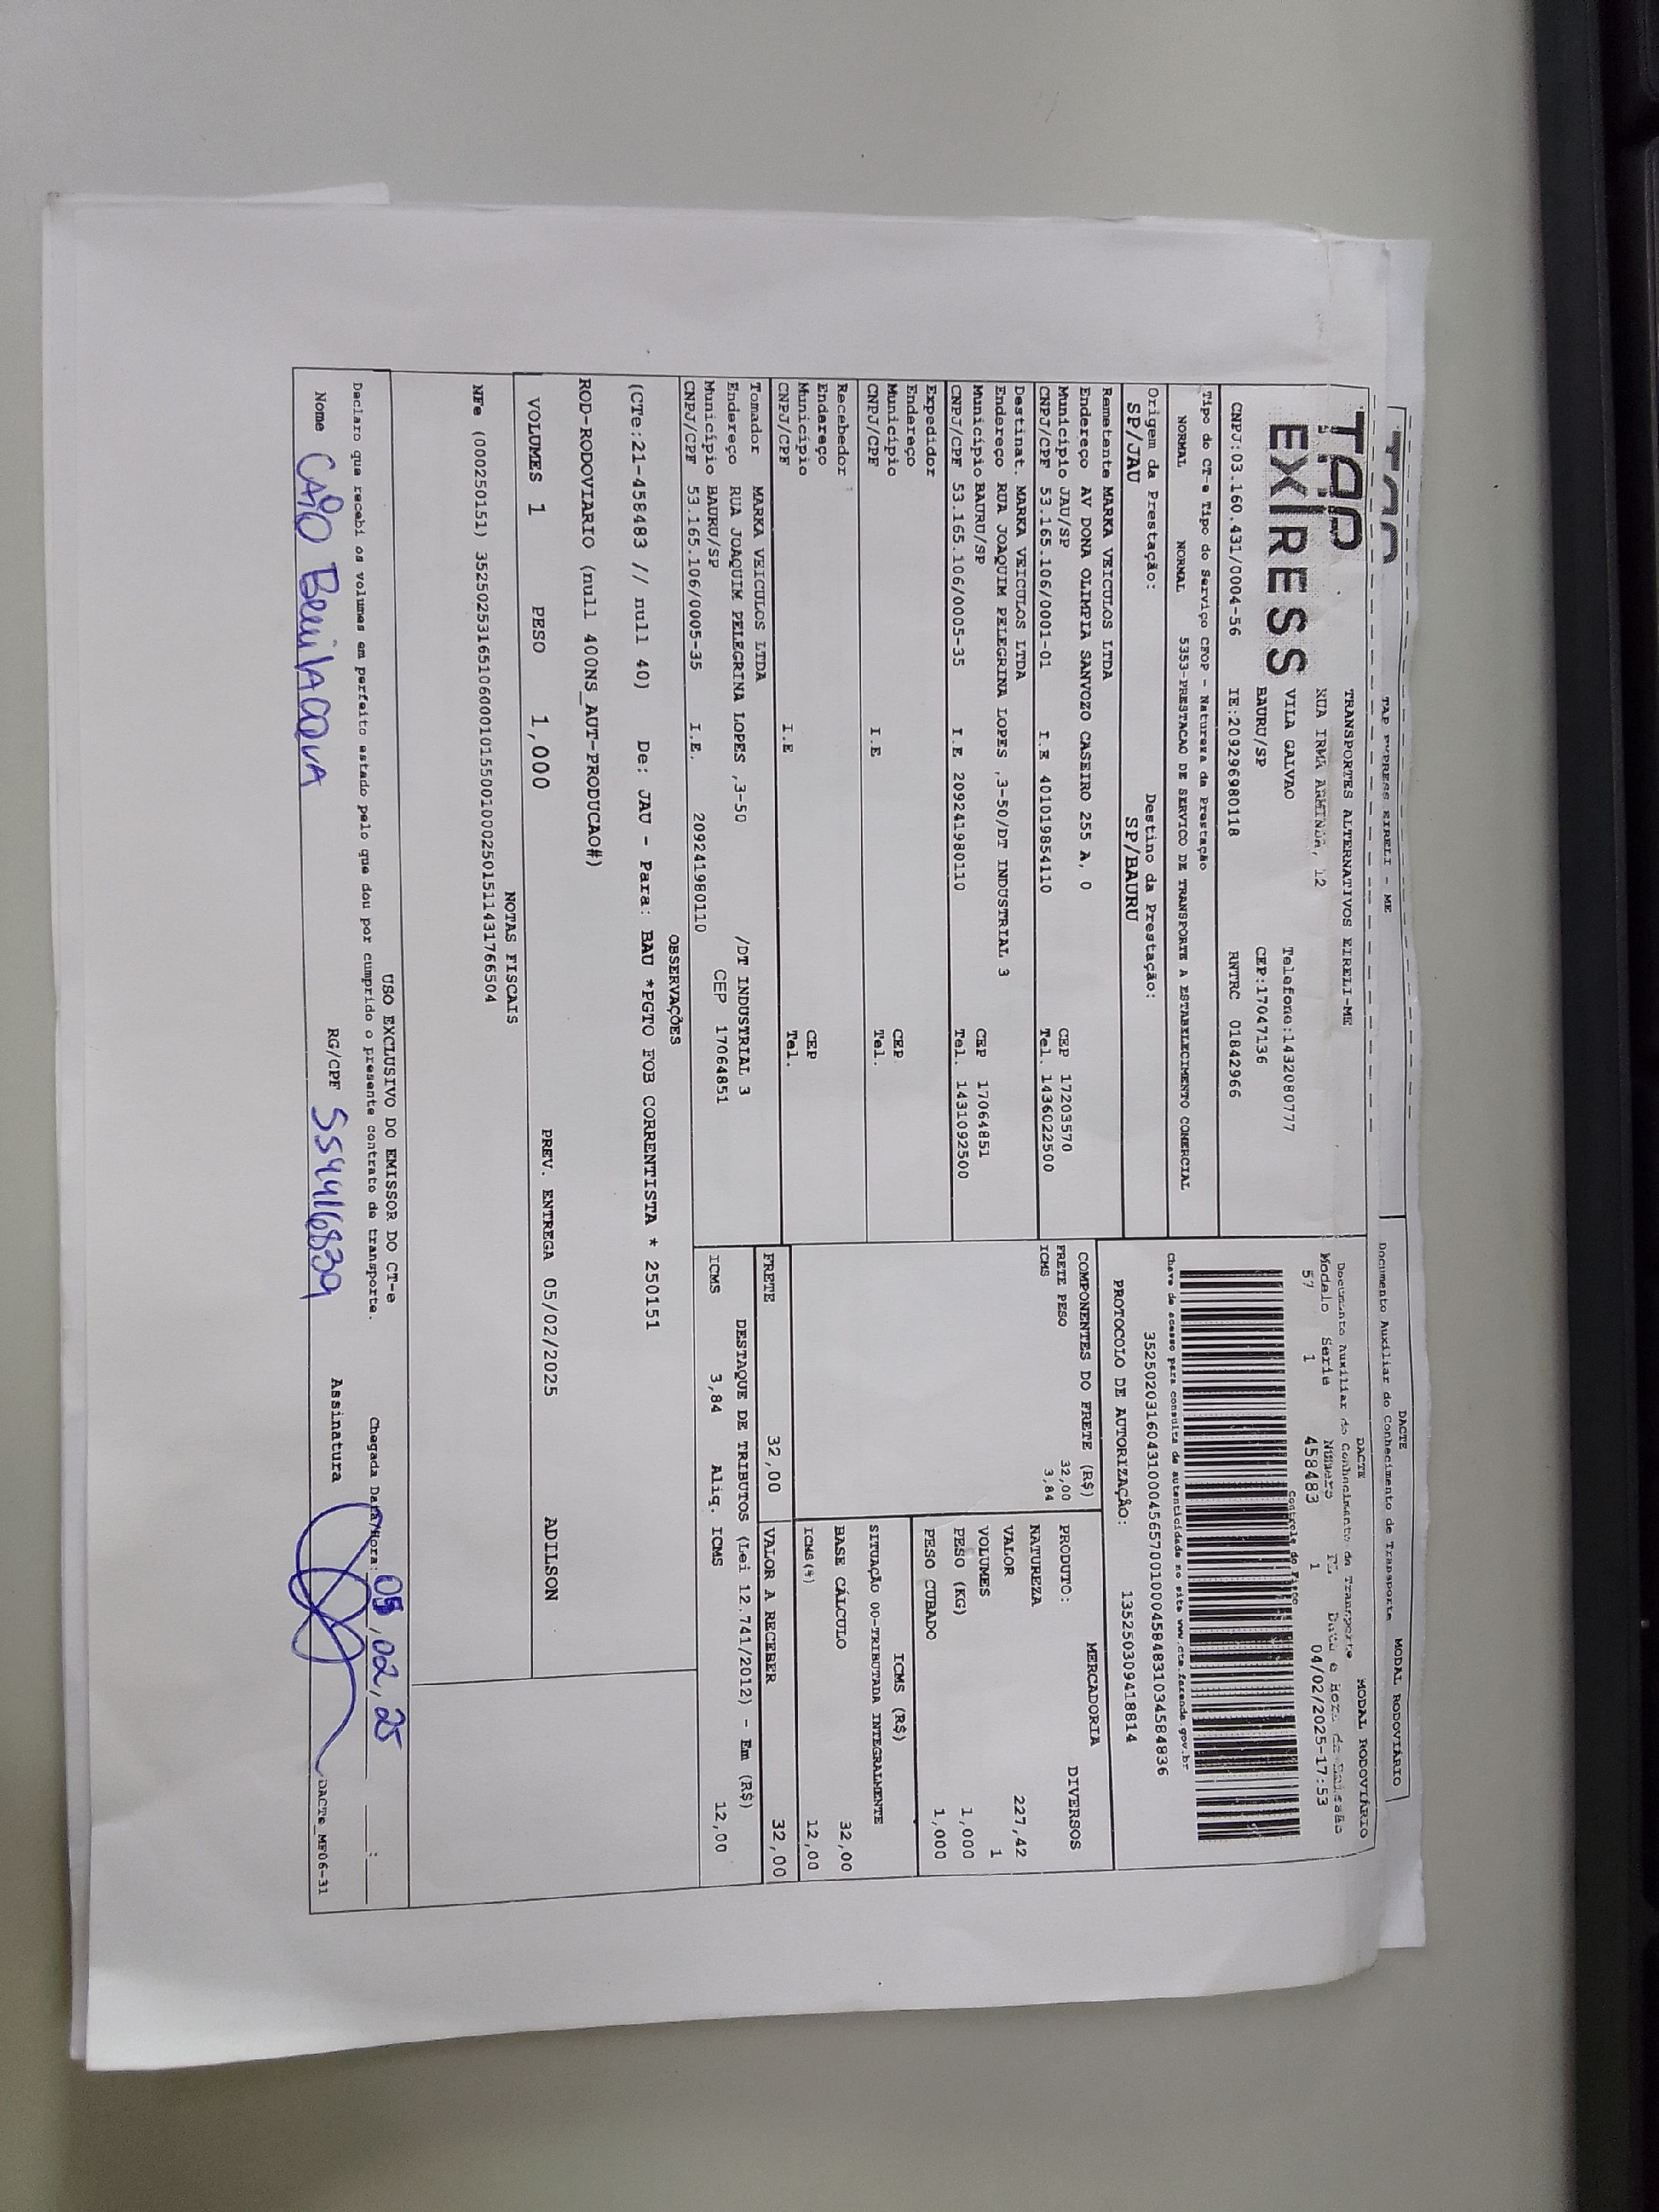 TAP EXPRESS EIRELI - ME
DACTE
MODAL RODOVIÁRIO
Documento Auxiliar do Conhecimento de Transporte
TAP
EXPRESS
TRANSPORTES ALTERNATIVOS EIRELI-ME
RUA IRMA ARMINDA, 12
VILA GALVAO Telefone:1432080777
BAURU/SP CEP:17047136
CNPJ:03.160.431/0004-56 IE:209296980118 RNTRC 01842966
DACTE MODAL RODOVIÁRIO
Documento Auxiliar do Conhecimento de Transporte
Modelo Serie Número FL Data e Hora de Emissão
57 1 458483 1 04/02/2025-17:53
Controle do Fisco
Chave de acesso para consulta de autenticidade no site www.cte.fazenda.gov.br
35250203160431000456570010004584831034584836
PROTOCOLO DE AUTORIZAÇÃO: 135250309418814
Tipo do CT-e Tipo do Serviço CFOP - Natureza da Prestação
NORMAL NORMAL 5353-PRESTACAO DE SERVICO DE TRANSPORTE A ESTABELECIMENTO COMERCIAL
Origem da Prestação: Destino da Prestação:
SP/JAU SP/BAURU
Remetente MARKA VEICULOS LTDA
Endereço AV DONA OLIMPIA SANVOZO CASEIRO 255 A, 0
Município JAU/SP CEP 17203570
CNPJ/CPF 53.165.106/0001-01 I.E 401019854110 Tel. 1436022500
Destinat. MARKA VEICULOS LTDA
Endereço RUA JOAQUIM PELEGRINA LOPES ,3-50/DT INDUSTRIAL 3
Município BAURU/SP CEP 17064851
CNPJ/CPF 53.165.106/0005-35 I.E 209241980110 Tel. 1431092500
Expedidor
Endereço
Município CEP
CNPJ/CPF I.E Tel.
Recebedor
Endereço
Município CEP
CNPJ/CPF I.E Tel.
Tomador MARKA VEICULOS LTDA
Endereço RUA JOAQUIM PELEGRINA LOPES ,3-50 /DT INDUSTRIAL 3
Município BAURU/SP CEP 17064851
CNPJ/CPF 53.165.106/0005-35 I.E. 209241980110
COMPONENTES DO FRETE (R$)
FRETE PESO 32,00
ICMS 3,84
MERCADORIA
PRODUTO: DIVERSOS
NATUREZA
VALOR 227,42
VOLUMES 1
PESO (KG) 1,000
PESO CUBADO 1,000
ICMS (R$)
SITUAÇÃO 00-TRIBUTADA INTEGRALMENTE
BASE CÁLCULO 32,00
ICMS(%) 12,00
FRETE 32,00 VALOR A RECEBER 32,00
DESTAQUE DE TRIBUTOS (Lei 12.741/2012) - Em (R$)
ICMS 3,84 Aliq. ICMS 12,00
OBSERVAÇÕES
(CTe:21-458483 // null 40) De: JAU - Para: BAU *PGTO FOB CORRENTISTA * 250151
ROD-RODOVIARIO (null 400NS_AUT-PRODUCAO#)
VOLUMES 1 PESO 1,000 PREV. ENTREGA 05/02/2025 ADILSON
NOTAS FISCAIS
NFe (000250151) 35250253165106000101550010002501511431766504
USO EXCLUSIVO DO EMISSOR DO CT-e
Declaro que recebi os volumes em perfeito estado pelo que dou por cumprido o presente contrato de transporte. Chegada Data/Hora: 05,02,25 :
Nome CAIO BevilACQUA RG/CPF 554416839 Assinatura
DACTe_MF06-31